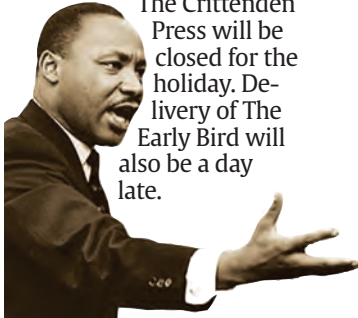 The Crittenden
Press will be
closed for the
holiday. De-
livery of The
Early Bird will
also be a day
late.